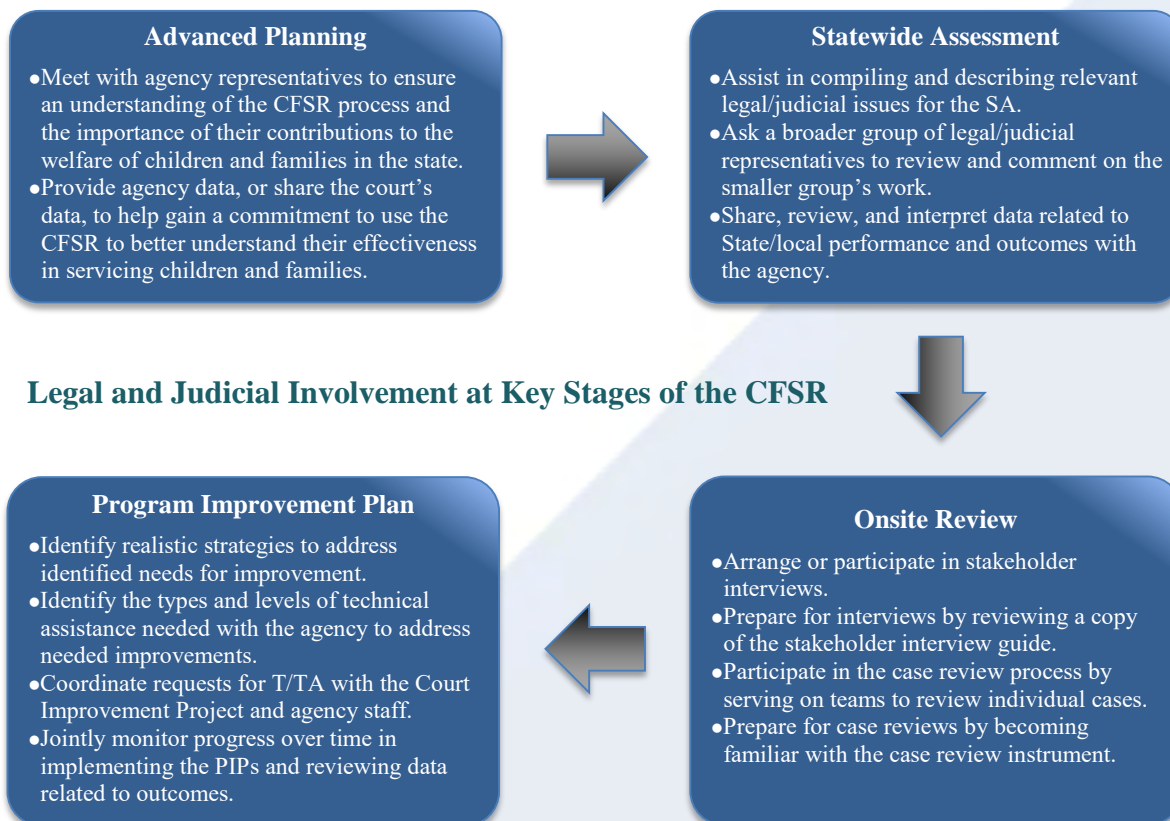 Advanced Planning
●Meet with agency representatives to ensure
an understanding of the CFSR process and
the importance of their contributions to the
welfare of children and families in the state.
●Provide agency data, or share the court's
data, to help gain a commitment to use the
CFSR to better understand their effectiveness
in servicing children and families.
Statewide Assessment
●Assist in compiling and describing relevant
legal/judicial issues for the SA.
●Ask a broader group of legal/judicial
representatives to review and comment on the
smaller group's work.
●Share, review, and interpret data related to
State/local performance and outcomes with
the agency.
Legal and Judicial Involvement at Key Stages of the CFSR
Program Improvement Plan
●Identify realistic strategies to address
identified needs for improvement.
●Identify the types and levels of technical
assistance needed with the agency to address
needed improvements.
●Coordinate requests for T/TA with the Court
Improvement Project and agency staff.
●Jointly monitor progress over time in
implementing the PIPs and reviewing data
related to outcomes.
Onsite Review
●Arrange or participate in stakeholder
interviews.
●Prepare for interviews by reviewing a copy
of the stakeholder interview guide.
●Participate in the case review process by
serving on teams to review individual cases.
●Prepare for case reviews by becoming
familiar with the case review instrument.